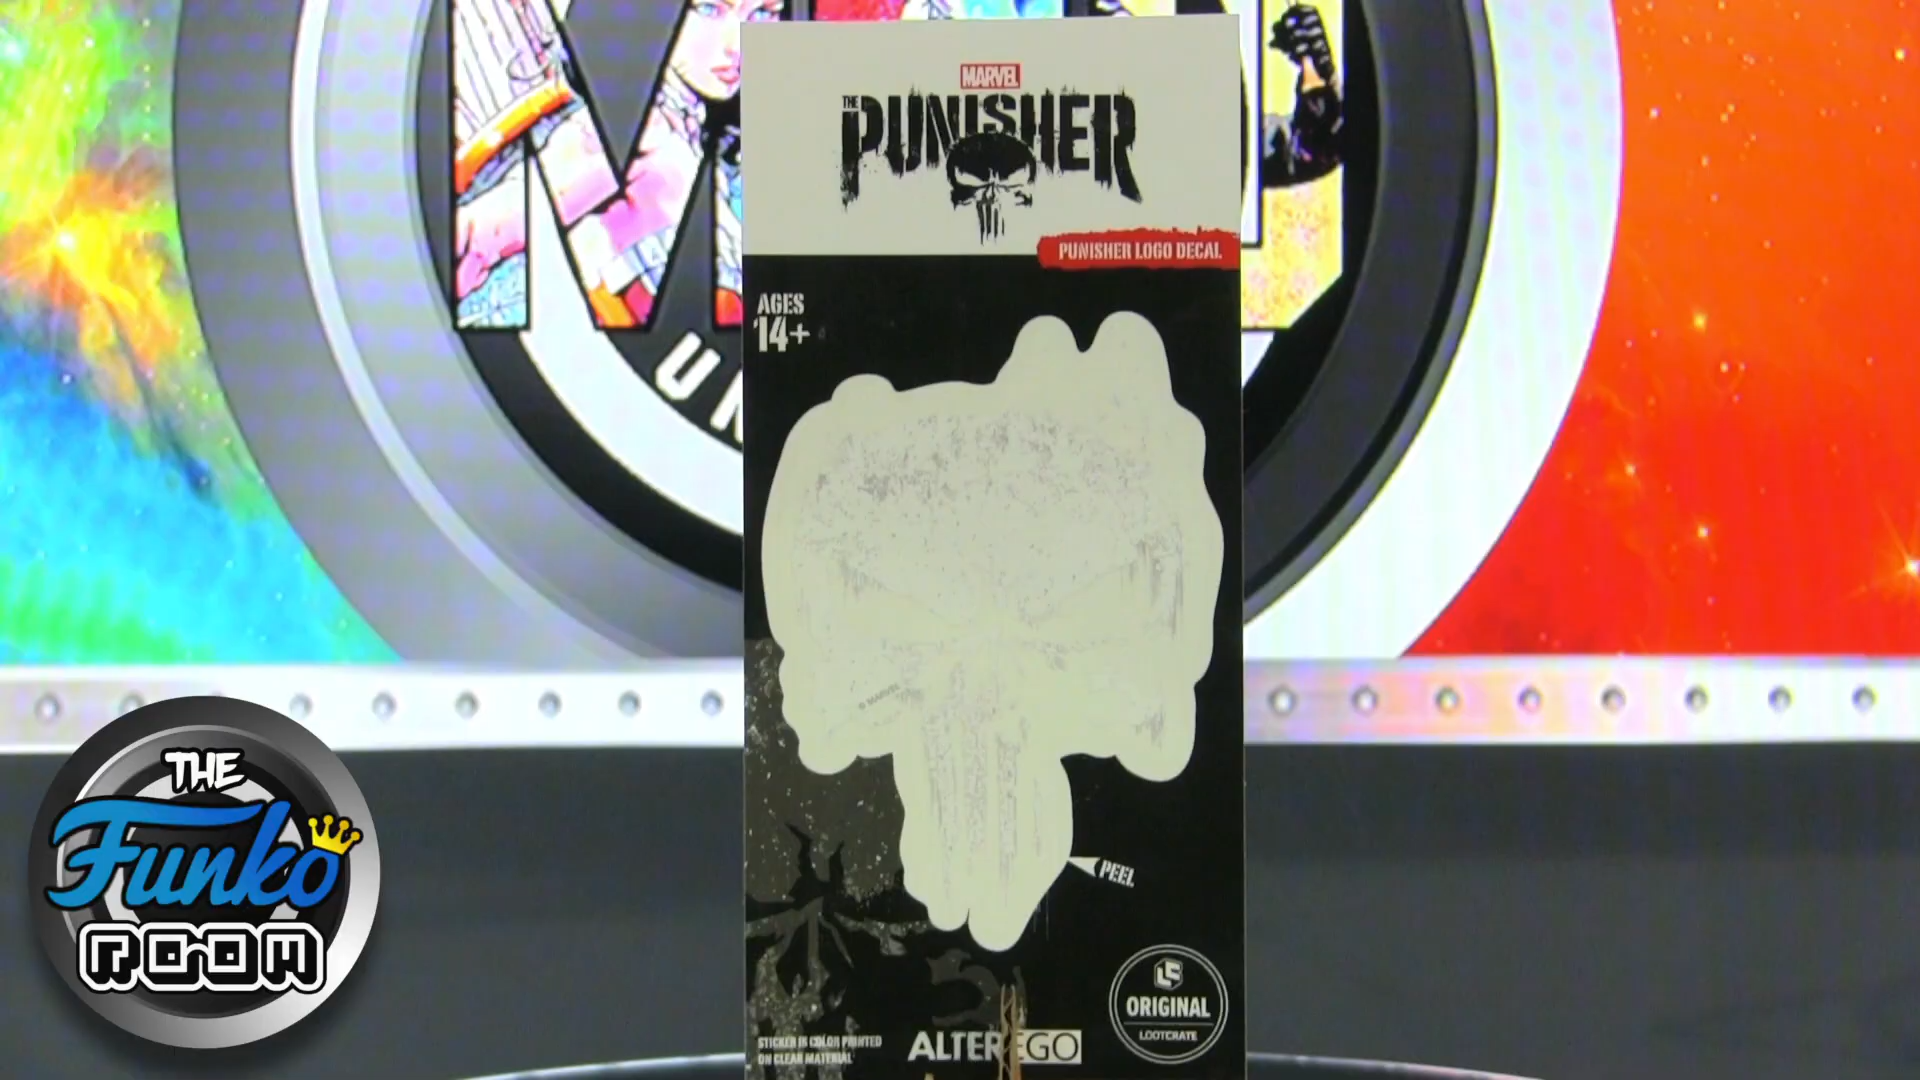 MARVEL
THE
PUNISHER
PUNISHER LOGO DECAL
AGES
14+
© MARVEL
PEEL
ORIGINAL
LOOTCRATE
STICKER IS COLOR PRINTED
ON CLEAR MATERIAL
ALTER EGO
THE
Funko
ROOM